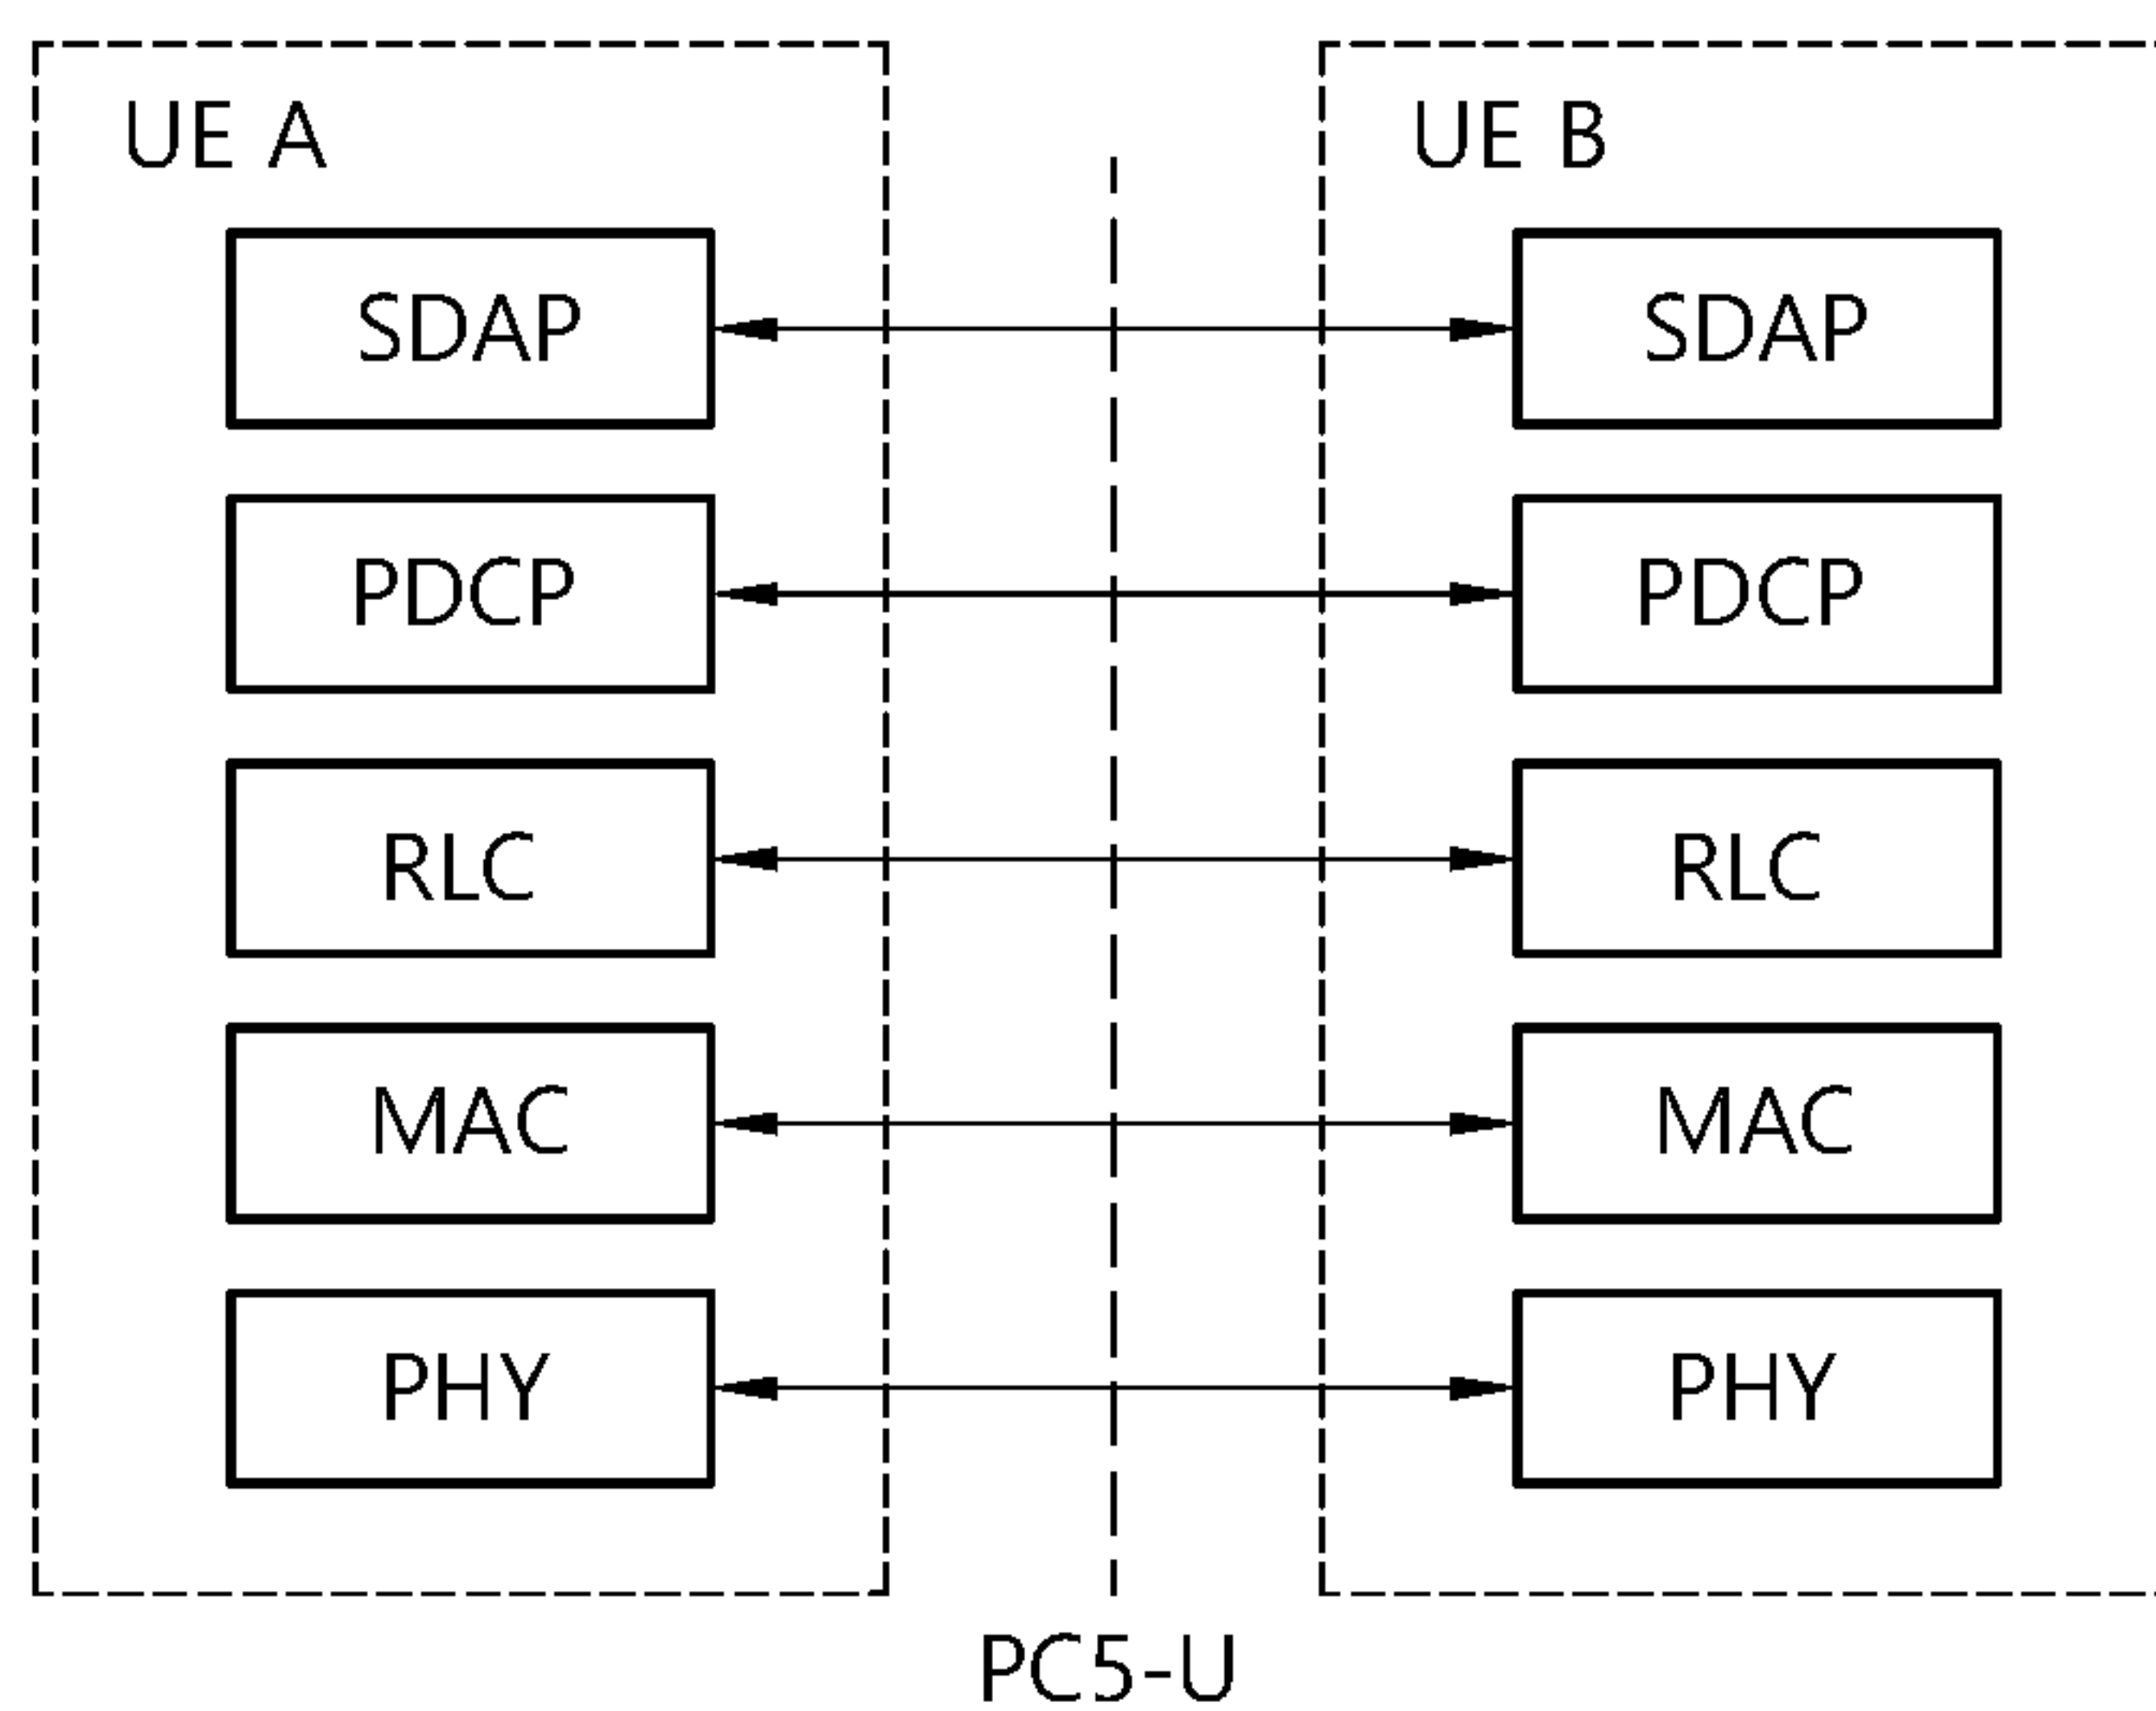 UE A
UE B
SDAP
SDAP
PDCP
PDCP
RLC
RLC
MAC
MAC
PHY
PHY
PC5-U